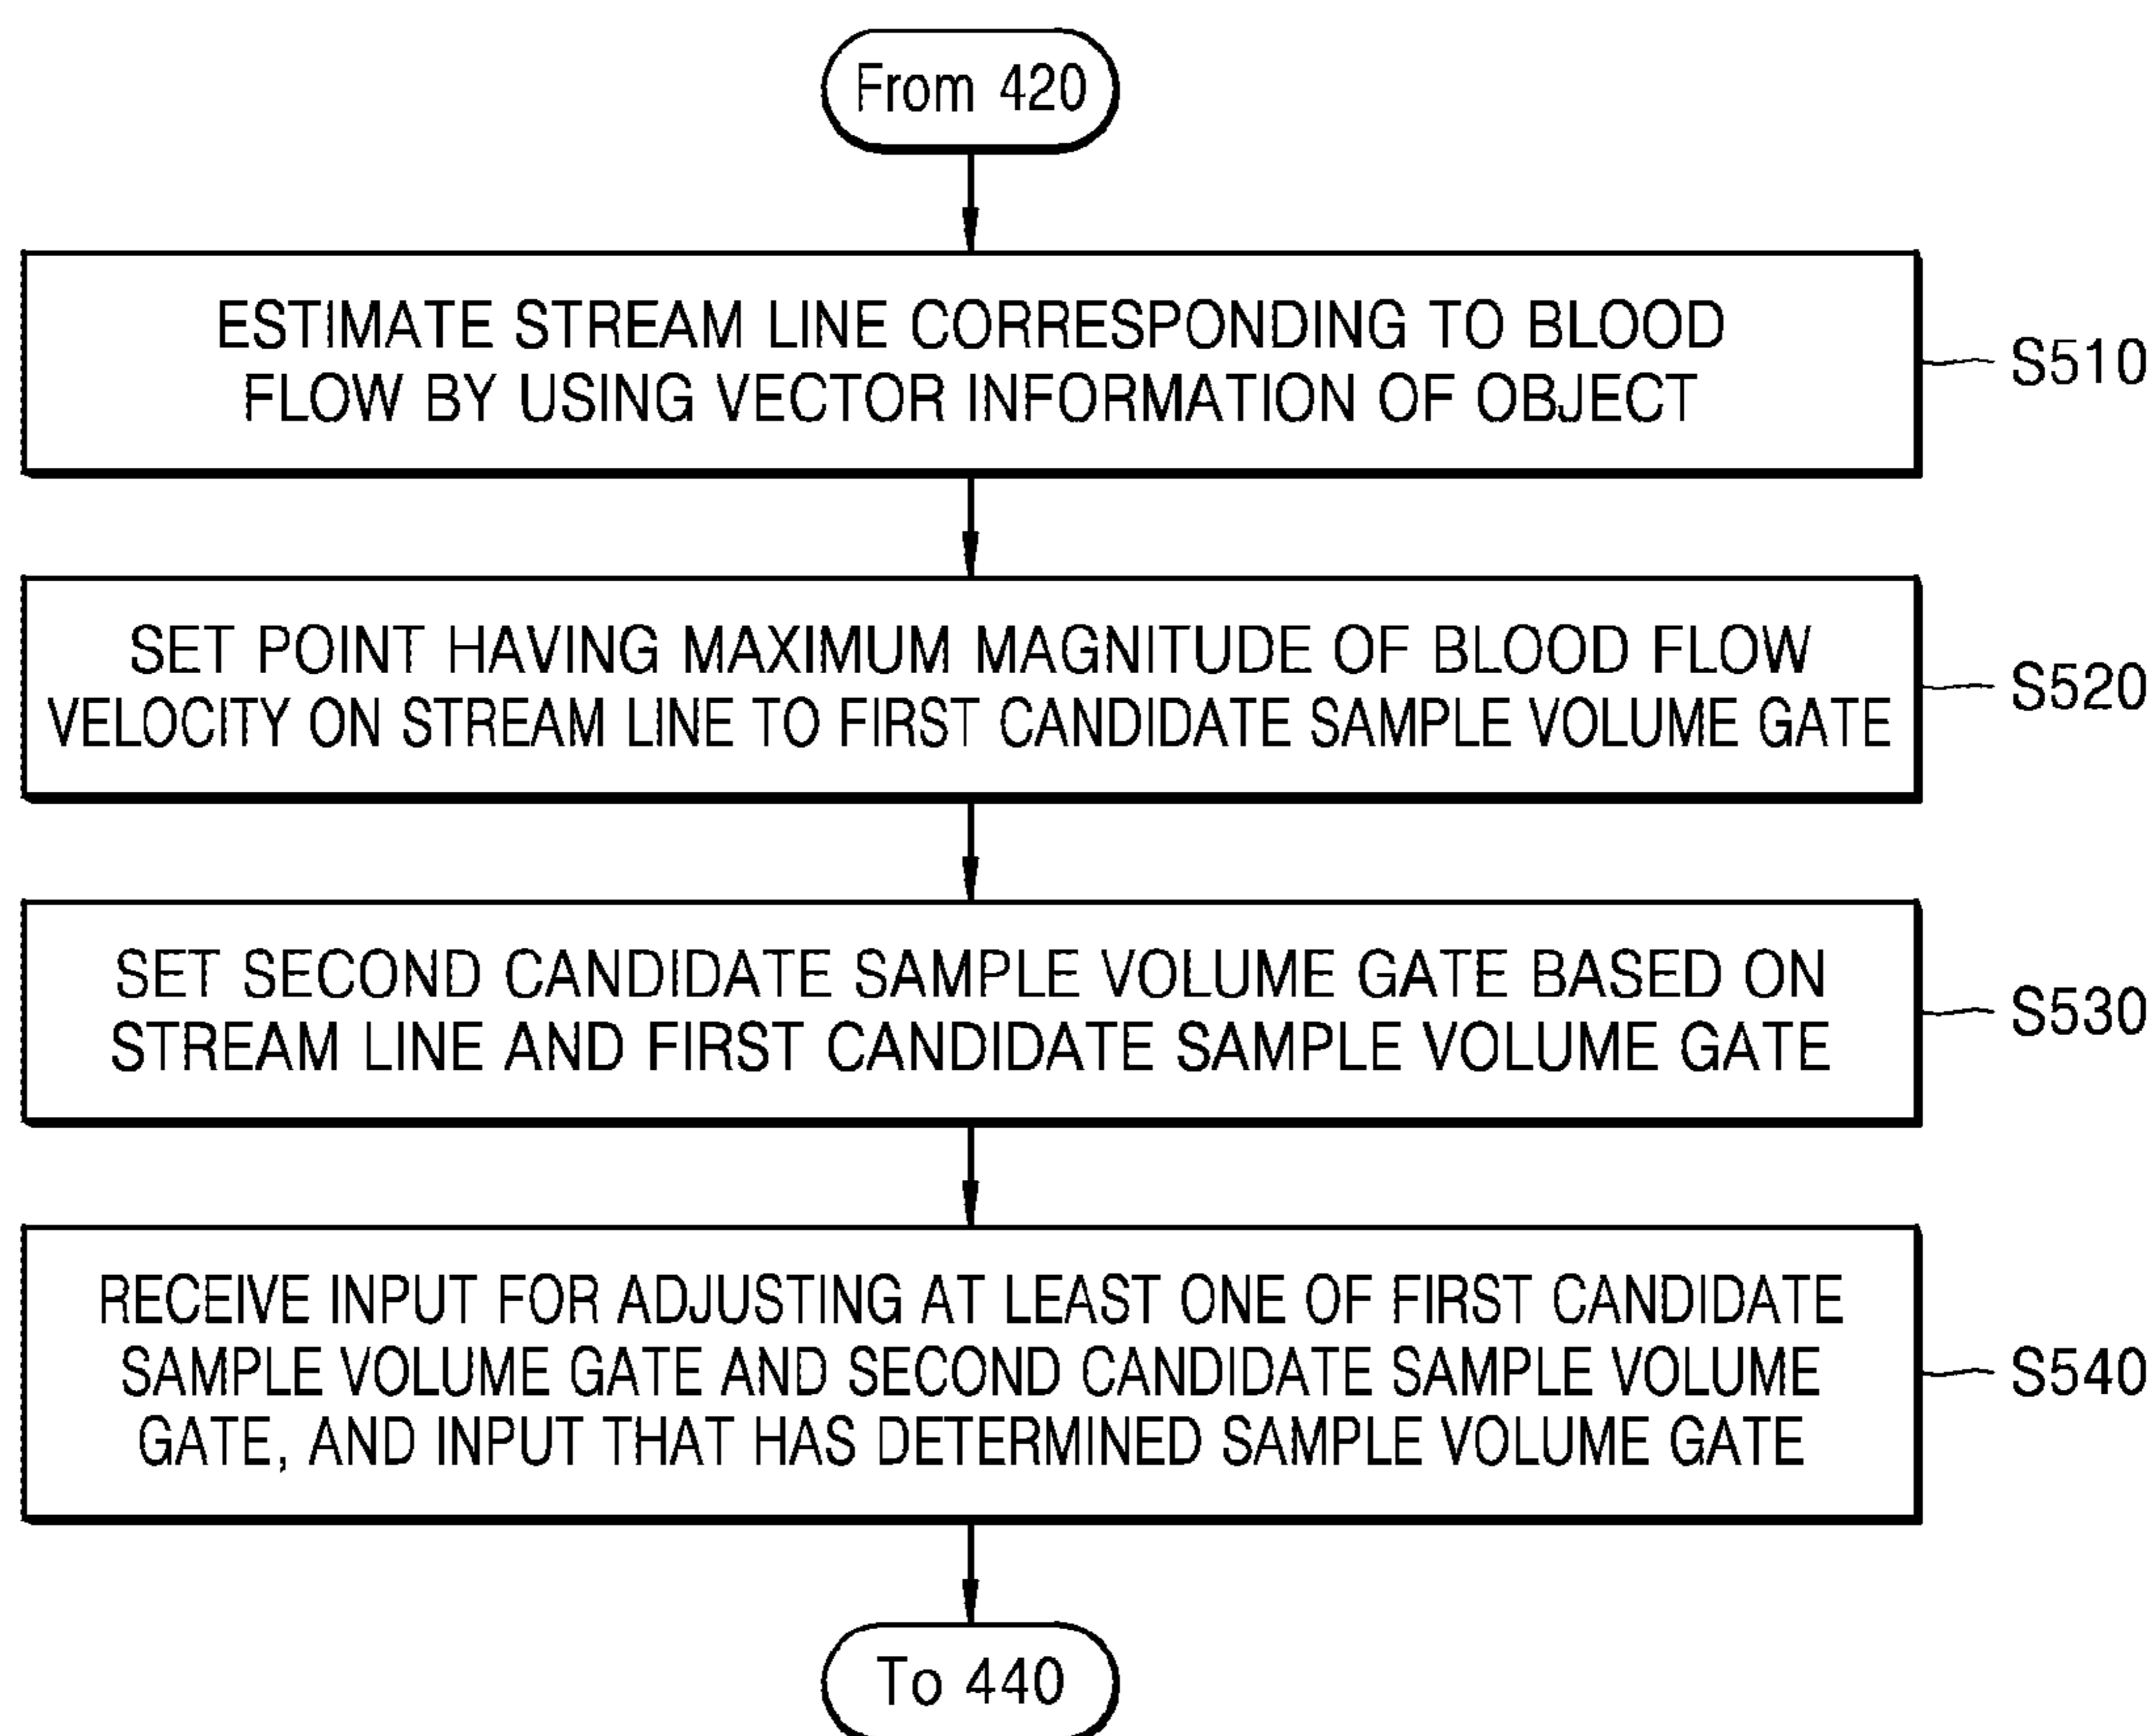 From 420
ESTIMATE STREAM LINE CORRESPONDING TO BLOOD
FLOW BY USING VECTOR INFORMATION OF OBJECT
S510
SET POINT HAVING MAXIMUM MAGNITUDE OF BLOOD FLOW
VELOCITY ON STREAM LINE TO FIRST CANDIDATE SAMPLE VOLUME GATE
S520
SET SECOND CANDIDATE SAMPLE VOLUME GATE BASED ON
STREAM LINE AND FIRST CANDIDATE SAMPLE VOLUME GATE
S530
RECEIVE INPUT FOR ADJUSTING AT LEAST ONE OF FIRST CANDIDATE
SAMPLE VOLUME GATE AND SECOND CANDIDATE SAMPLE VOLUME
GATE, AND INPUT THAT HAS DETERMINED SAMPLE VOLUME GATE
S540
To 440